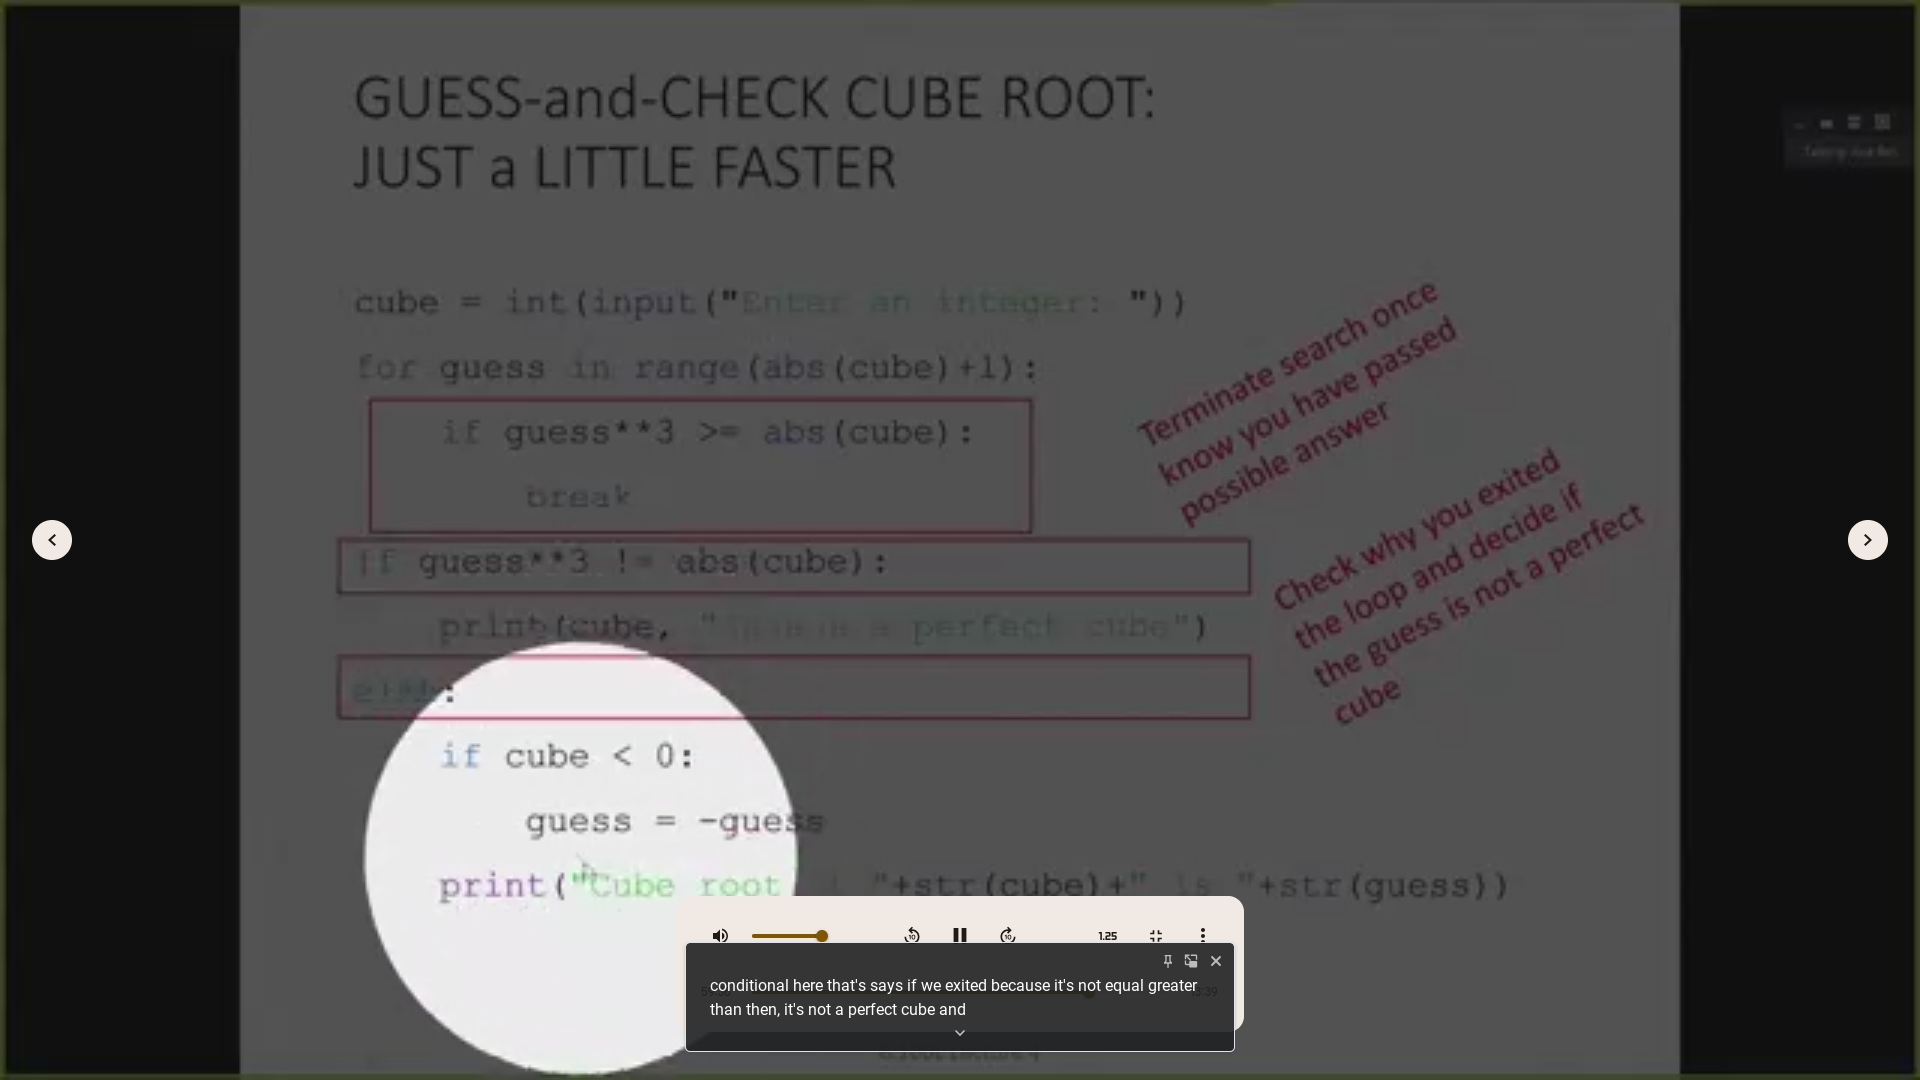 GUESS-and-CHECK CUBE ROOT:
JUST a LITTLE FASTER
cube = int(input("Enter an integer: "))
for guess in range(abs(cube)+1):
if guess**3 >= abs(cube):
break
if guess**3 != abs(cube):
print(cube, "is not a perfect cube")
else:
if cube < 0:
guess = -guess
print("Cube root of "+str(cube)+" is "+str(guess))
Terminate search once
know you have passed
possible answer
Check why you exited
the loop and decide if
the guess is not a perfect
cube
10
10
1.25
conditional here that's says if we exited because it's not equal greater
than then, it's not a perfect cube and